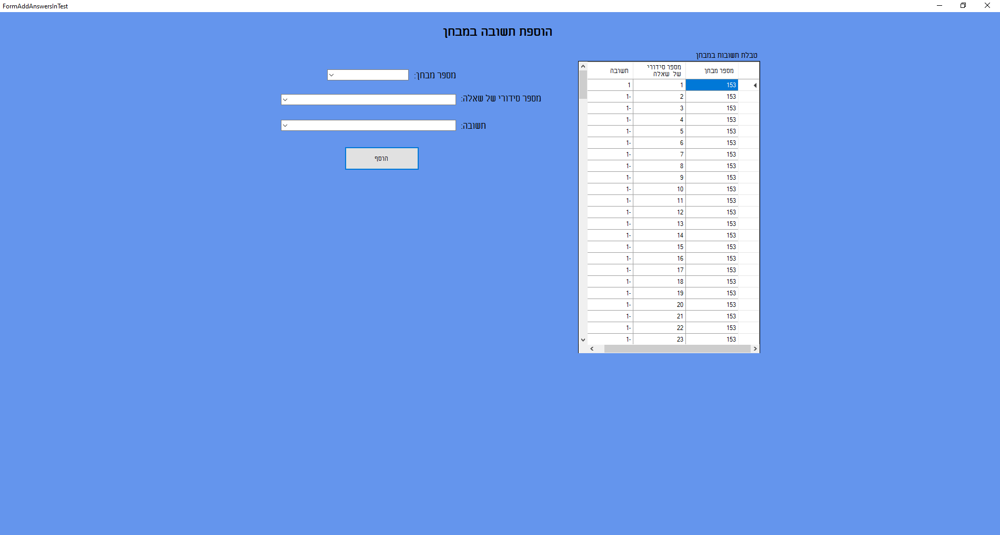 FormAddAnswersInTest
הוספת תשובה במבחן
טבלת תשובות במבחן
מספר מבחן:
מספר סידורי של שאלה:
תשובה:
הוסף
מספר מבחן מספר סידורי של שאלה תשובה
153 1 1
153 2 -1
153 3 -1
153 4 -1
153 5 -1
153 6 -1
153 7 -1
153 8 -1
153 9 -1
153 10 -1
153 11 -1
153 12 -1
153 13 -1
153 14 -1
153 15 -1
153 16 -1
153 17 -1
153 18 -1
153 19 -1
153 20 -1
153 21 -1
153 22 -1
153 23 -1